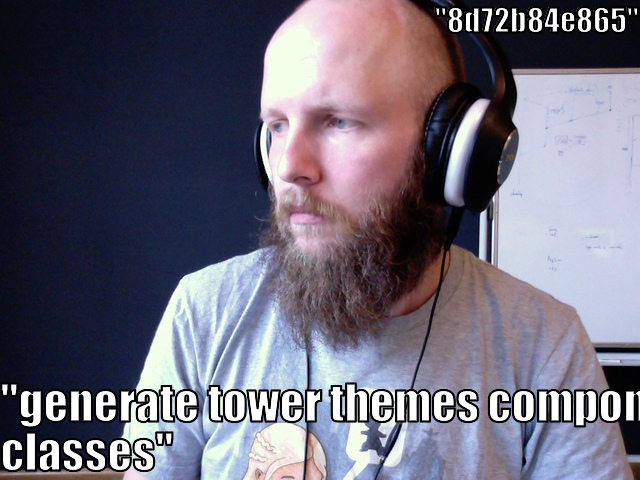 "8d72b84e865"
"generate tower themes compon
classes"